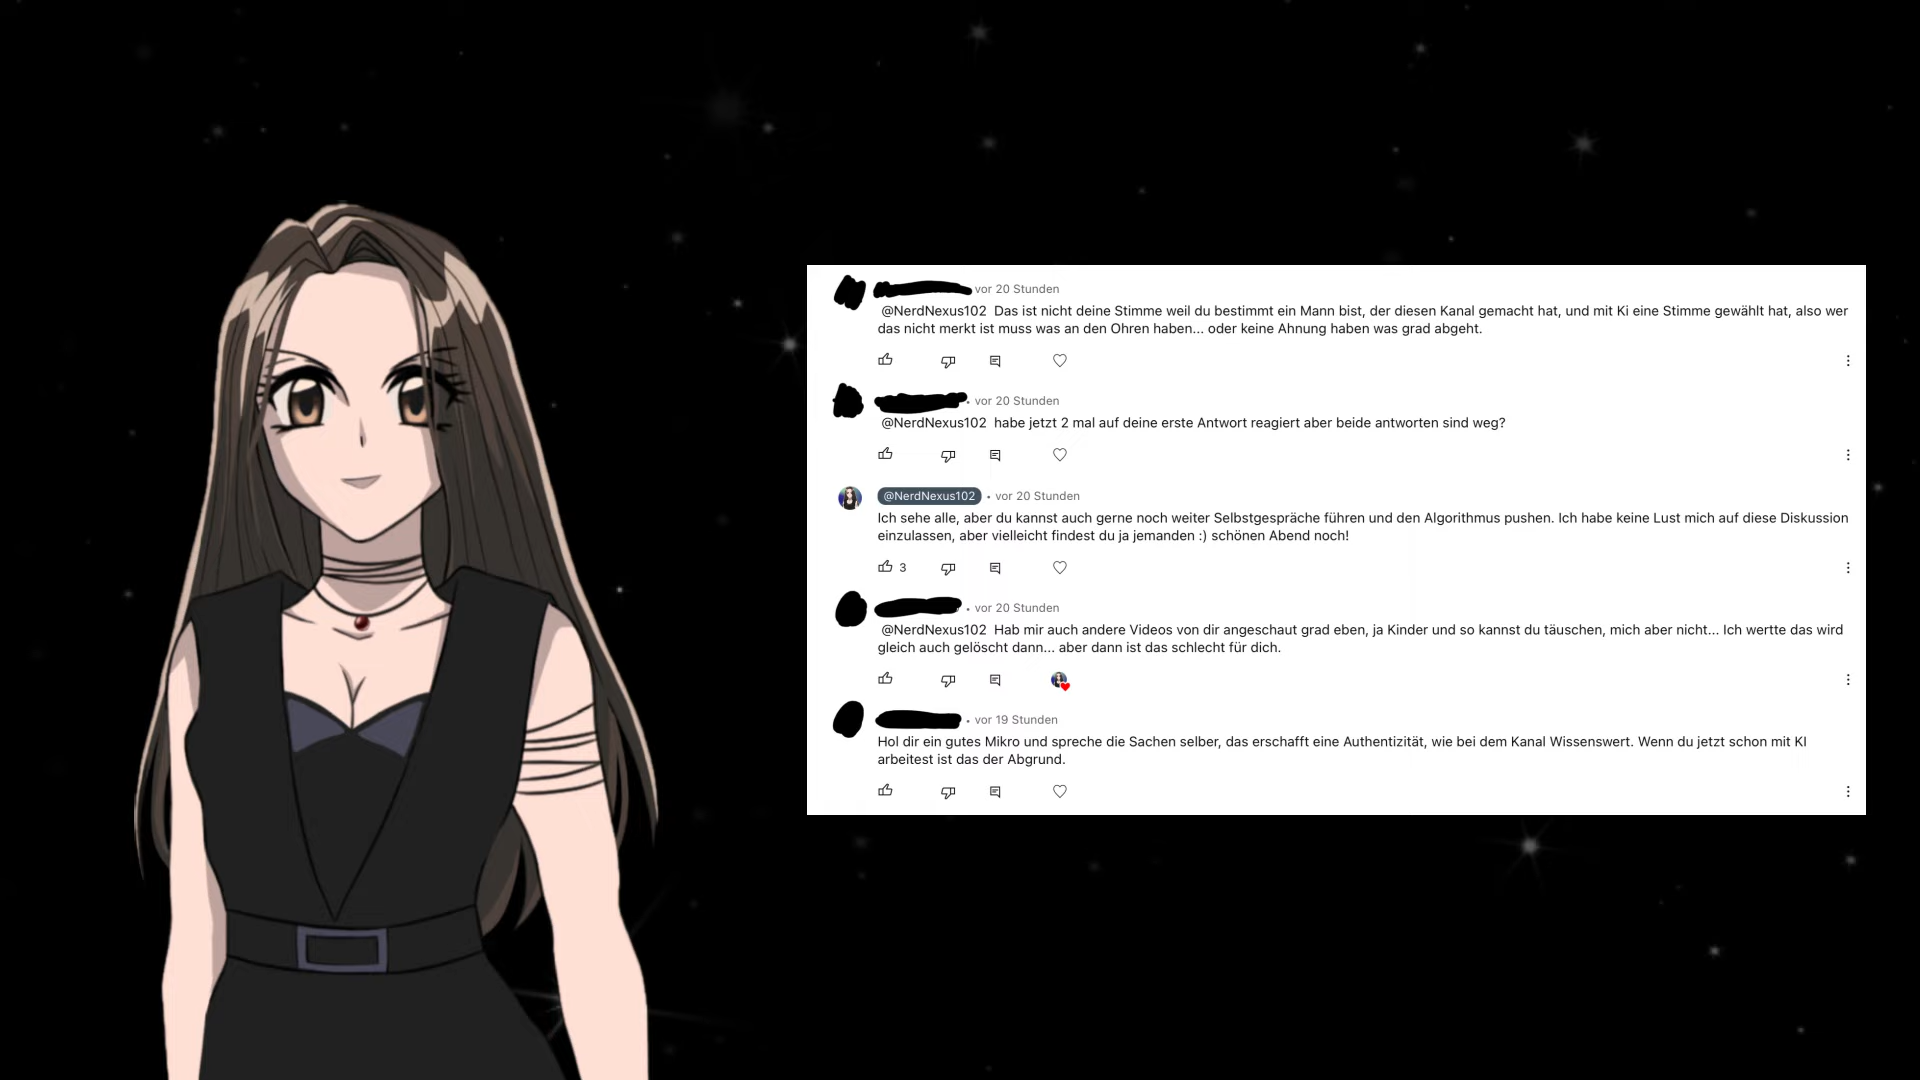 vor 20 Stunden
@NerdNexus102 Das ist nicht deine Stimme weil du bestimmt ein Mann bist, der diesen Kanal gemacht hat, und mit Ki eine Stimme gewählt hat, also wer
das nicht merkt ist muss was an den Ohren haben... oder keine Ahnung haben was grad abgeht.
• vor 20 Stunden
@NerdNexus102 habe jetzt 2 mal auf deine erste Antwort reagiert aber beide antworten sind weg?
@NerdNexus102 • vor 20 Stunden
Ich sehe alle, aber du kannst auch gerne noch weiter Selbstgespräche führen und den Algorithmus pushen. Ich habe keine Lust mich auf diese Diskussion
einzulassen, aber vielleicht findest du ja jemanden :) schönen Abend noch!
3
• vor 20 Stunden
@NerdNexus102 Hab mir auch andere Videos von dir angeschaut grad eben, ja Kinder und so kannst du täuschen, mich aber nicht... Ich wertte das wird
gleich auch gelöscht dann... aber dann ist das schlecht für dich.
• vor 19 Stunden
Hol dir ein gutes Mikro und spreche die Sachen selber, das erschafft eine Authentizität, wie bei dem Kanal Wissenswert. Wenn du jetzt schon mit KI
arbeitest ist das der Abgrund.